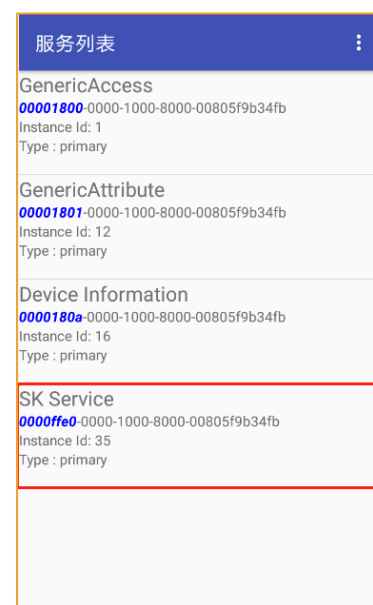 服务列表
GenericAccess
00001800-0000-1000-8000-00805f9b34fb
Instance Id: 1
Type : primary
GenericAttribute
00001801-0000-1000-8000-00805f9b34fb
Instance Id: 12
Type : primary
Device Information
0000180a-0000-1000-8000-00805f9b34fb
Instance Id: 16
Type : primary
SK Service
0000ffe0-0000-1000-8000-00805f9b34fb
Instance Id: 35
Type : primary